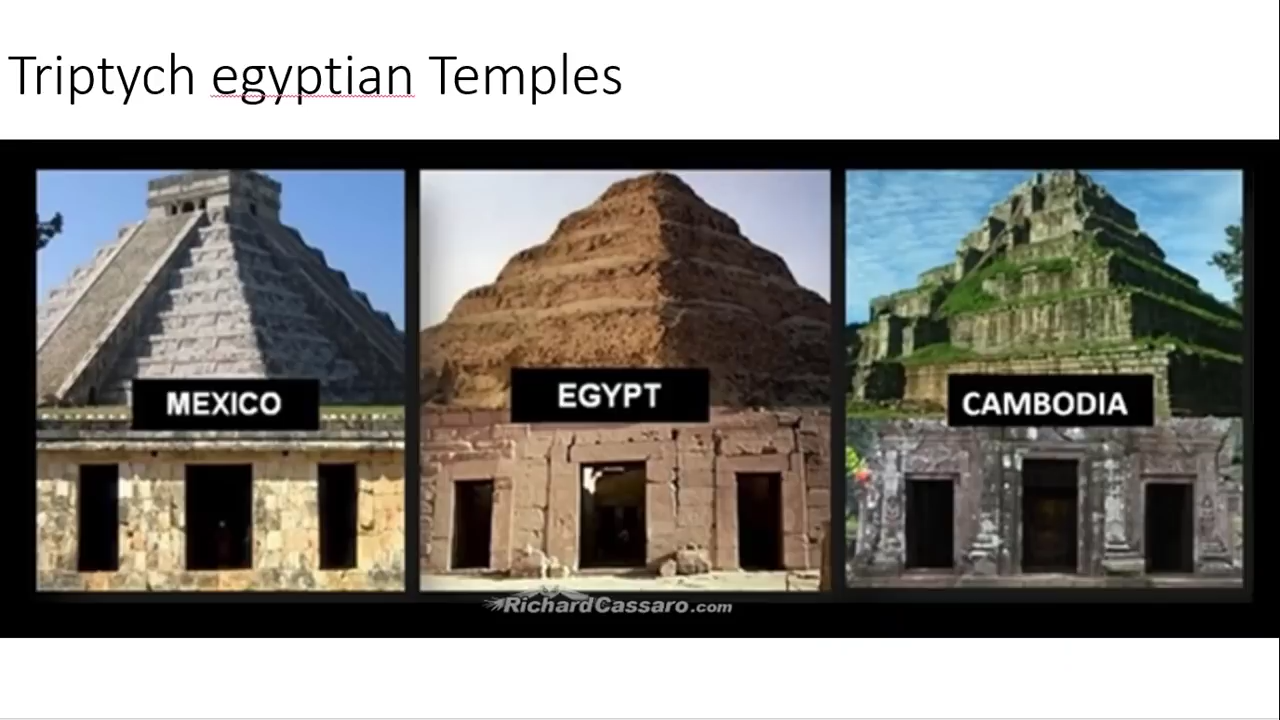 Triptych egyptian Temples
MEXICO
EGYPT
CAMBODIA
RichardCassaro.com